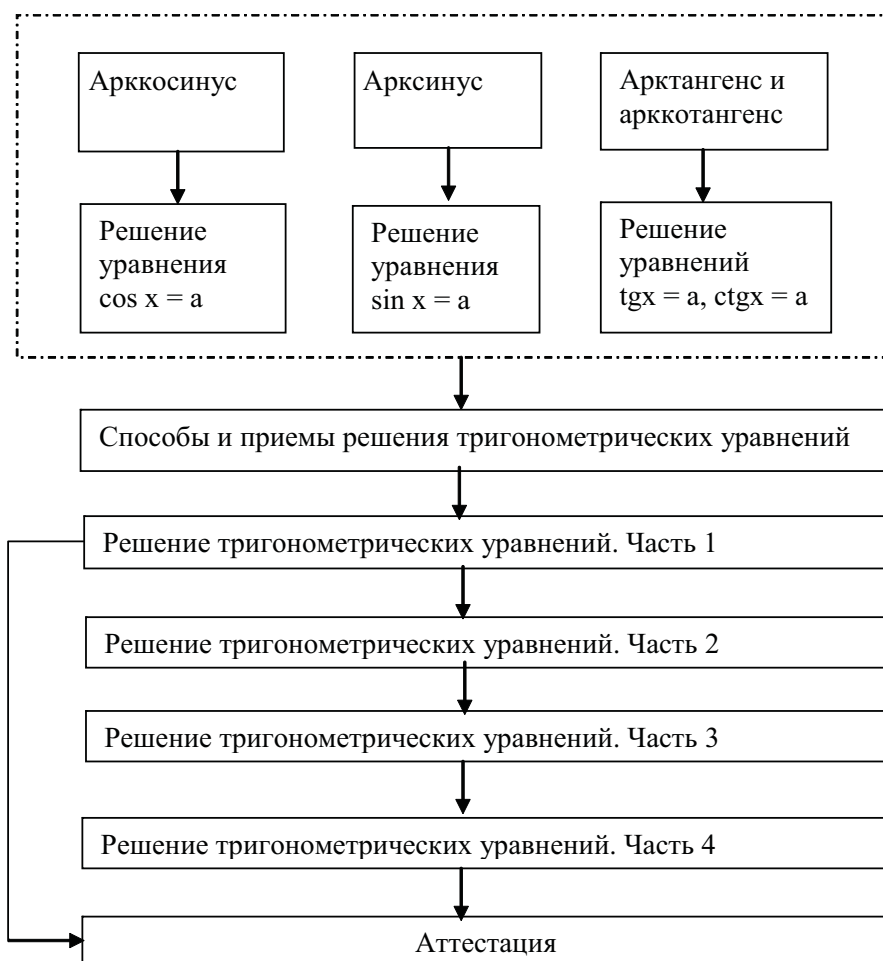 Арккосинус
Арксинус
Арктангенс и
арккотангенс
Решение
уравнения
cos x = a
Решение
уравнения
sin x = a
Решение
уравнений
tgx = a, ctgx = a
Способы и приемы решения тригонометрических уравнений
Решение тригонометрических уравнений. Часть 1
Решение тригонометрических уравнений. Часть 2
Решение тригонометрических уравнений. Часть 3
Решение тригонометрических уравнений. Часть 4
Аттестация